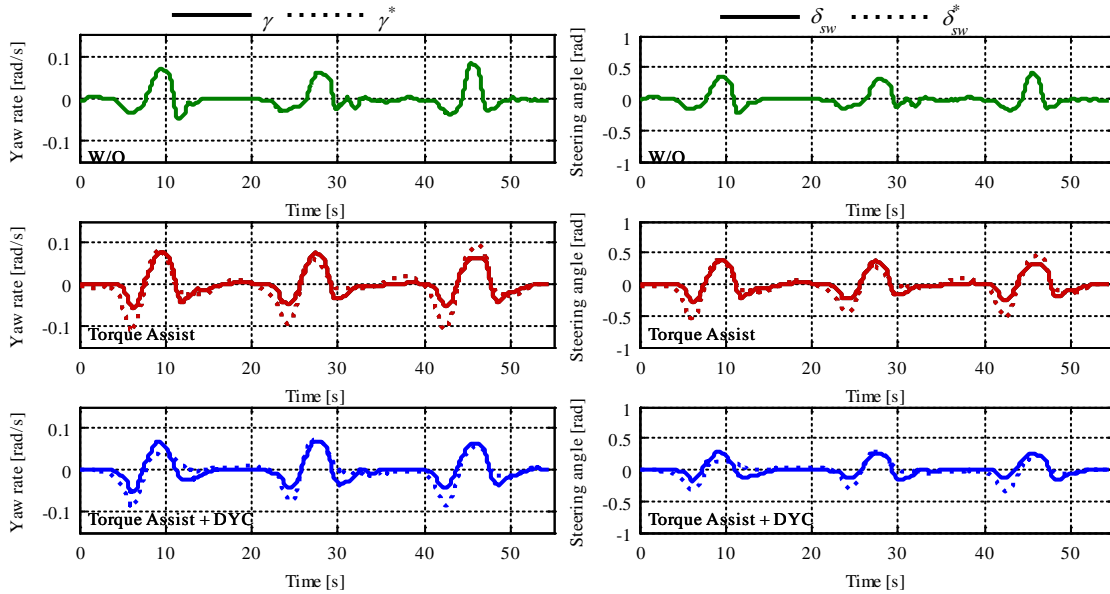 γ γ* δsw δ*sw
Yaw rate [rad/s]
0.1
0
-0.1
W/O
0 10 20 30 40 50
Time [s]
Steering angle [rad]
1
0.5
0
-0.5
-1
W/O
0 10 20 30 40 50
Time [s]
Yaw rate [rad/s]
0.1
0
-0.1
Torque Assist
0 10 20 30 40 50
Time [s]
Steering angle [rad]
1
0.5
0
-0.5
-1
Torque Assist
0 10 20 30 40 50
Time [s]
Yaw rate [rad/s]
0.1
0
-0.1
Torque Assist + DYC
0 10 20 30 40 50
Time [s]
Steering angle [rad]
1
0.5
0
-0.5
-1
Torque Assist + DYC
0 10 20 30 40 50
Time [s]